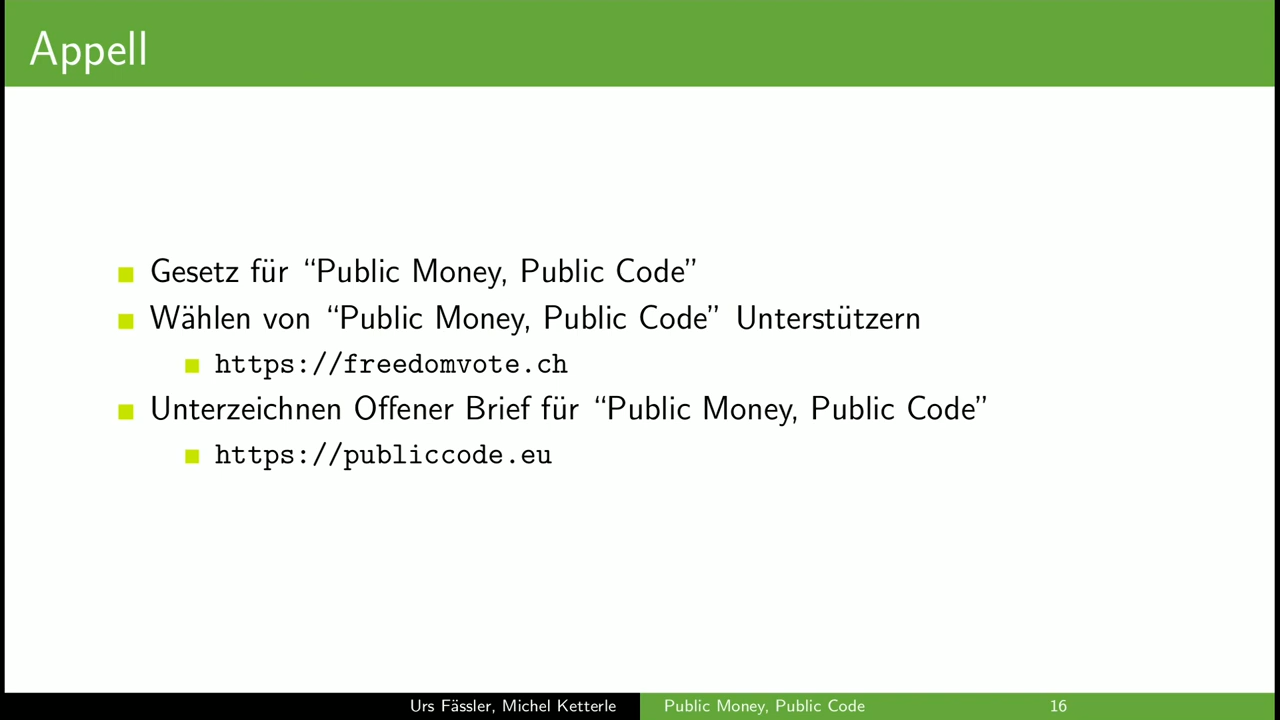 Appell
Gesetz für “Public Money, Public Code”
Wählen von “Public Money, Public Code” Unterstützern
https://freedomvote.ch
Unterzeichnen Offener Brief für “Public Money, Public Code”
https://publiccode.eu
Urs Fässler, Michel Ketterle
Public Money, Public Code
16